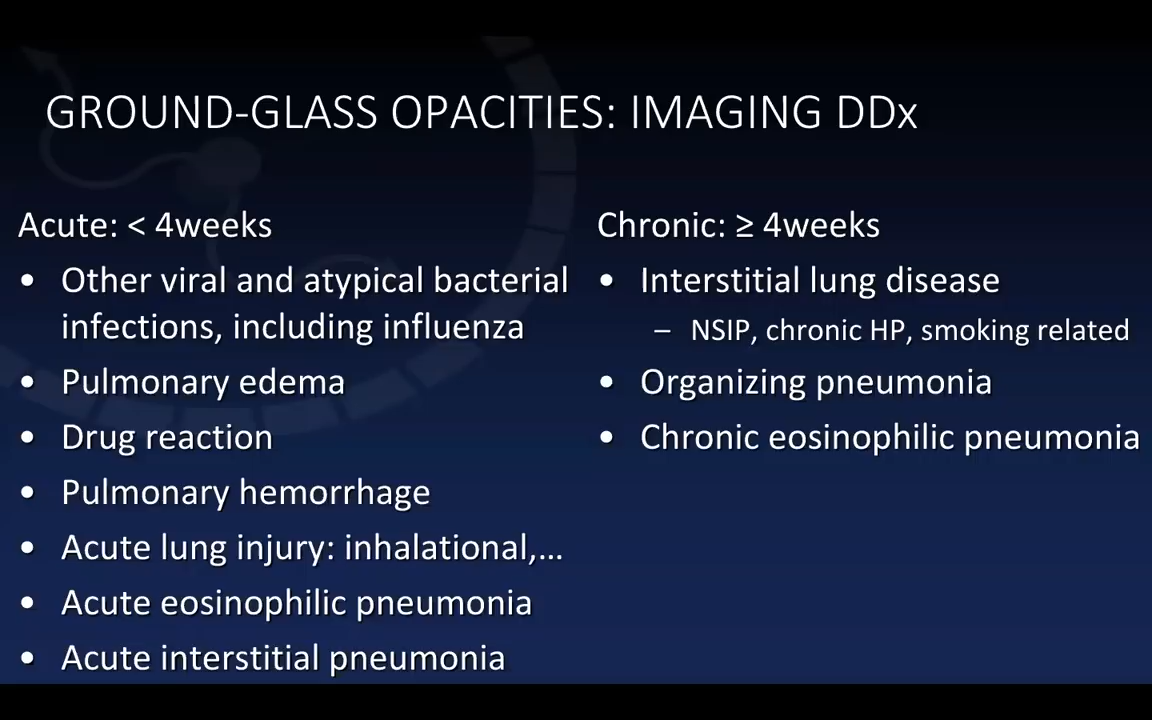 GROUND-GLASS OPACITIES: IMAGING DDx
Acute: < 4weeks
• Other viral and atypical bacterial
infections, including influenza
• Pulmonary edema
• Drug reaction
• Pulmonary hemorrhage
• Acute lung injury: inhalational,...
• Acute eosinophilic pneumonia
• Acute interstitial pneumonia
Chronic: ≥ 4weeks
• Interstitial lung disease
– NSIP, chronic HP, smoking related
• Organizing pneumonia
• Chronic eosinophilic pneumonia